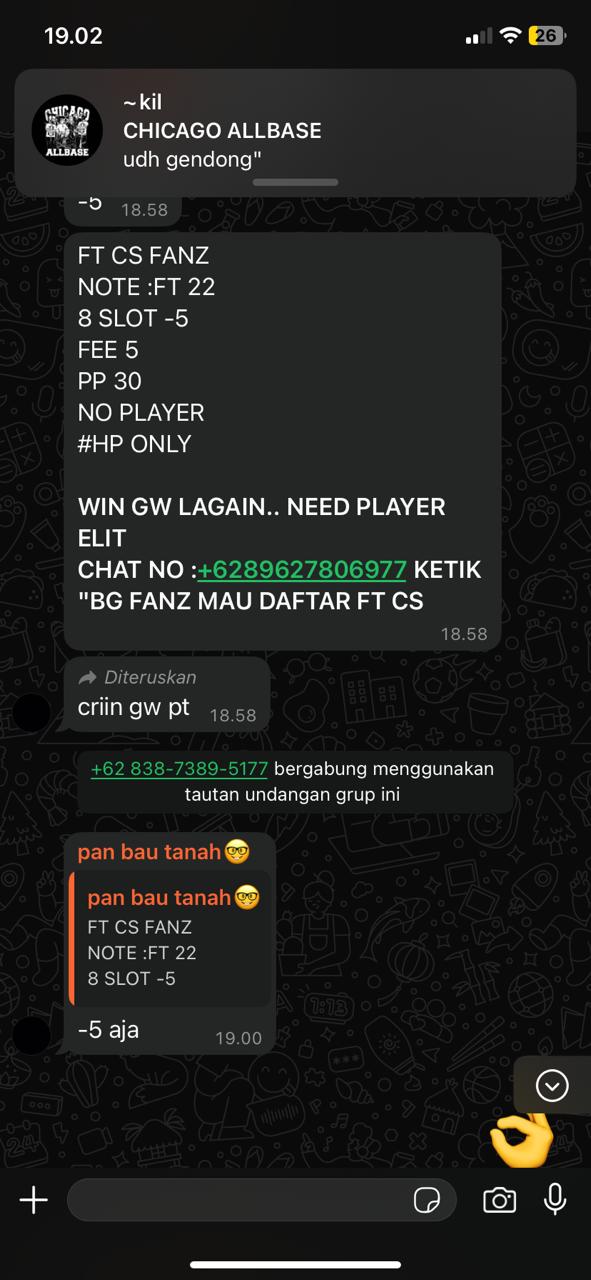 19.02
26
CHICAGO
ALLBASE
~kil
CHICAGO ALLBASE
udh gendong"
-5 18.58
FT CS FANZ
NOTE :FT 22
8 SLOT -5
FEE 5
PP 30
NO PLAYER
#HP ONLY
WIN GW LAGAIN.. NEED PLAYER
ELIT
CHAT NO :+6289627806977 KETIK
"BG FANZ MAU DAFTAR FT CS
18.58
Diteruskan
criin gw pt 18.58
+62 838-7389-5177 bergabung menggunakan
tautan undangan grup ini
pan bau tanah🤓
pan bau tanah🤓
FT CS FANZ
NOTE :FT 22
8 SLOT -5
-5 aja 19.00